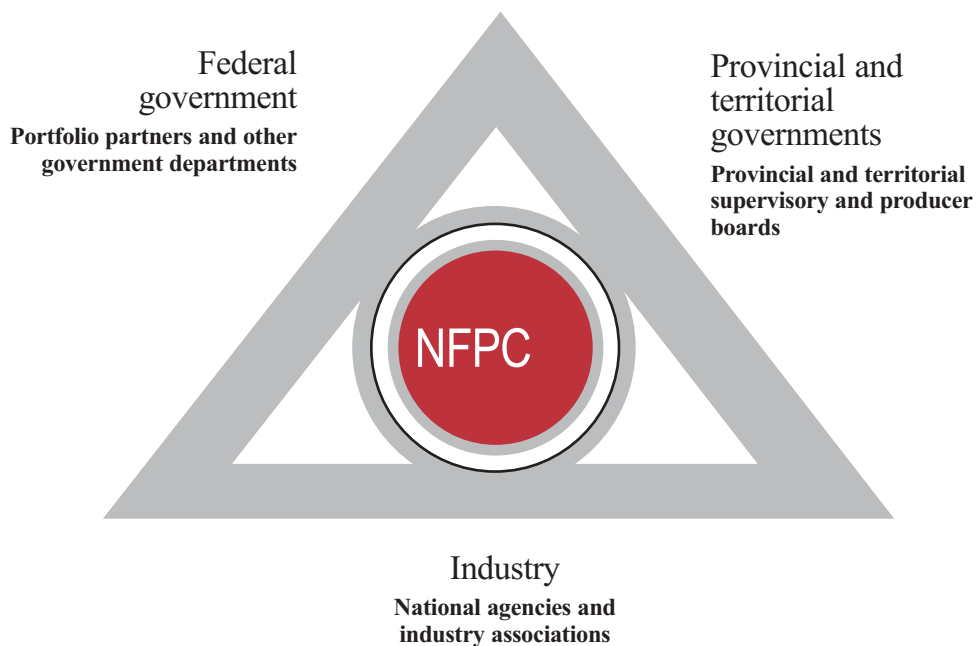 Federal
government
Portfolio partners and other
government departments
Provincial and
territorial
governments
Provincial and territorial
supervisory and producer
boards
NFPC
Industry
National agencies and
industry associations